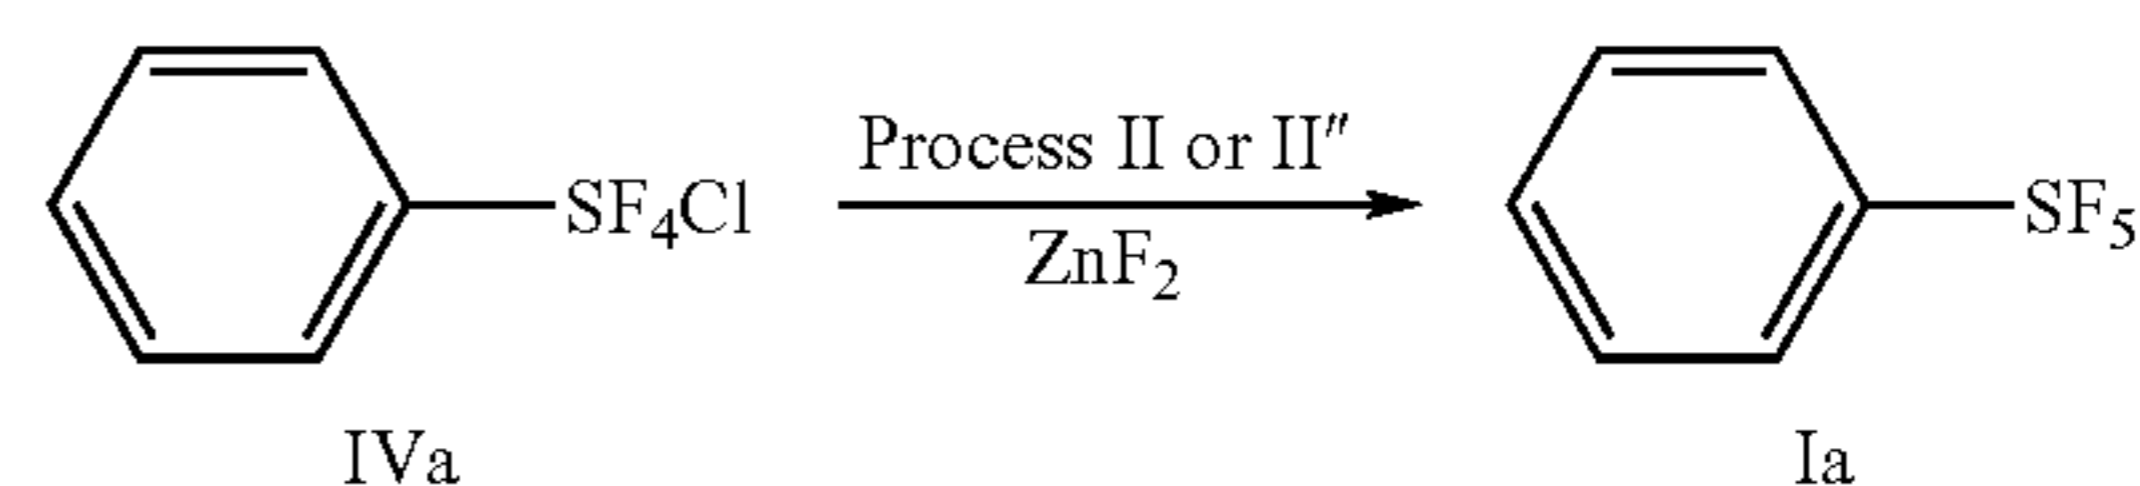 Process II or II″
SF₄Cl
SF₅
ZnF₂
IVa
Ia